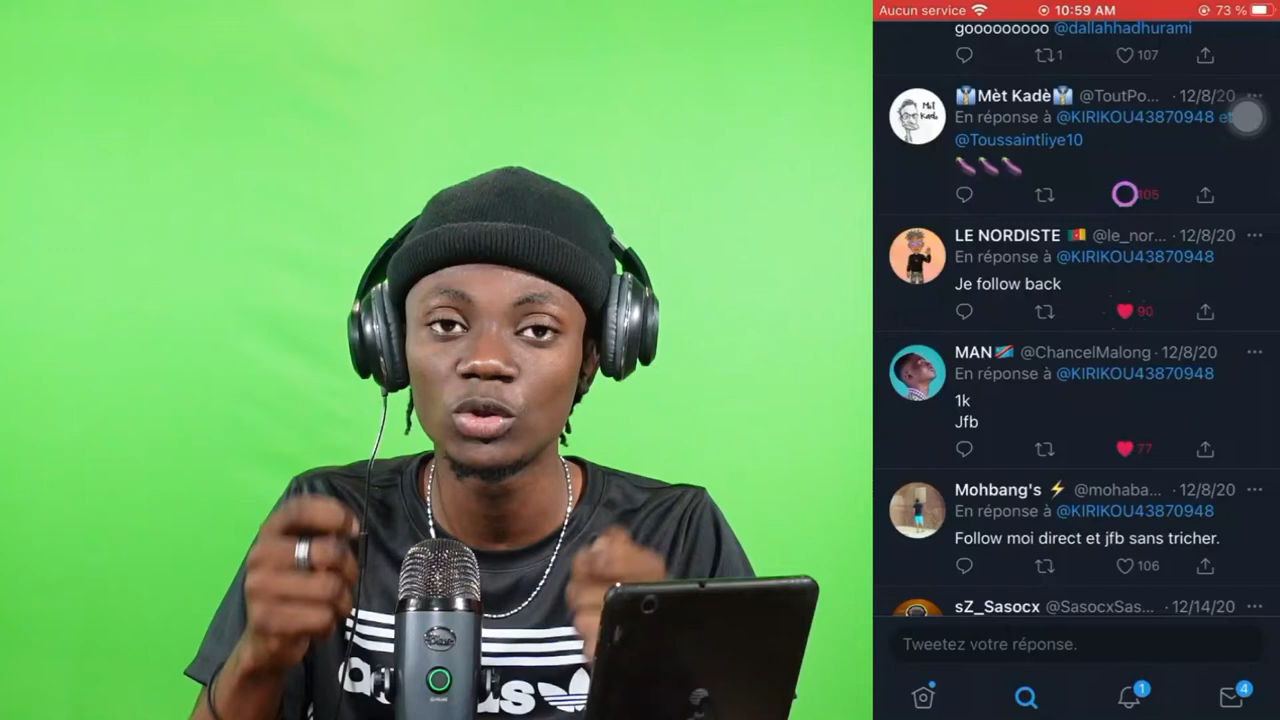 Aucun service 10:59 AM 73 %
gooooooooo @dallahhadhurami
1 107
Mèt Kadè @ToutPo... · 12/8/20
En réponse à @KIRIKOU43870948 et
@Toussaintliye10
105
LE NORDISTE @le_nor... · 12/8/20
En réponse à @KIRIKOU43870948
Je follow back
90
MAN @ChancelMalong · 12/8/20
En réponse à @KIRIKOU43870948
1k
Jfb
77
Mohbang's @mohaba... · 12/8/20
En réponse à @KIRIKOU43870948
Follow moi direct et jfb sans tricher.
106
sZ_Sasocx @SasocxSas... · 12/14/20
Tweetez votre réponse.
1 4